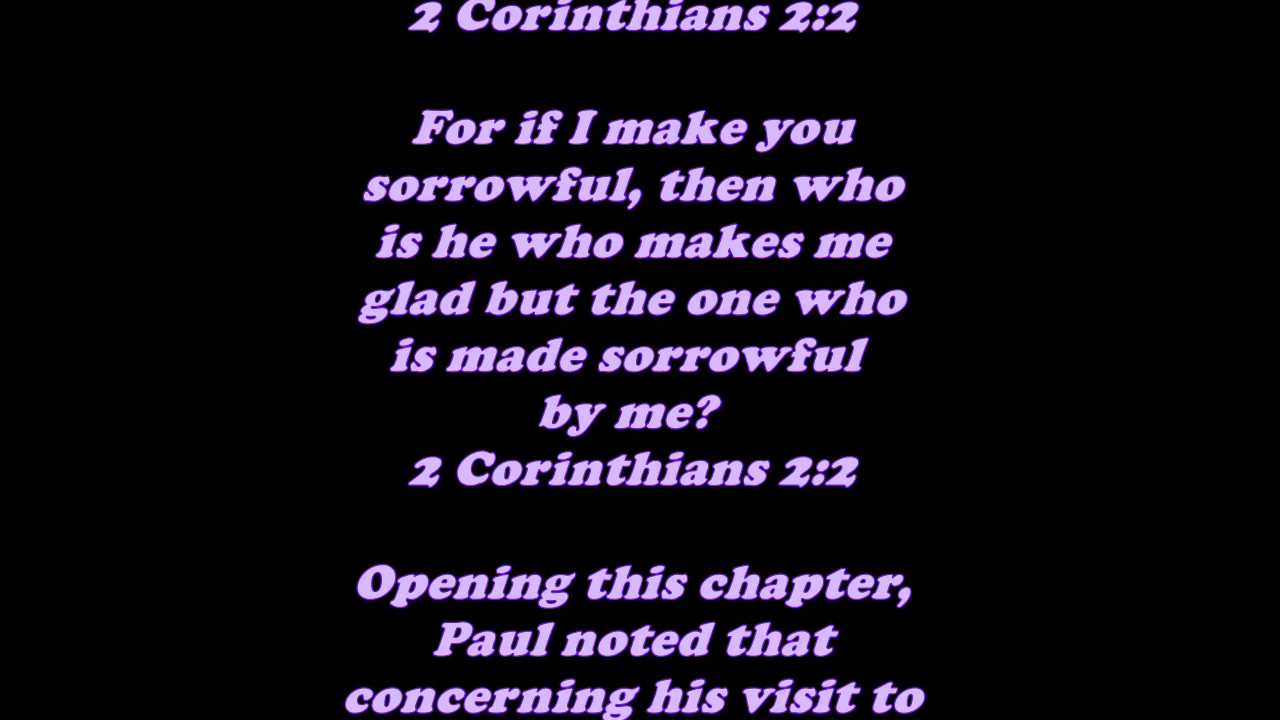 2 Corinthians 2:2
For if I make you
sorrowful, then who
is he who makes me
glad but the one who
is made sorrowful
by me?
2 Corinthians 2:2
Opening this chapter,
Paul noted that
concerning his visit to